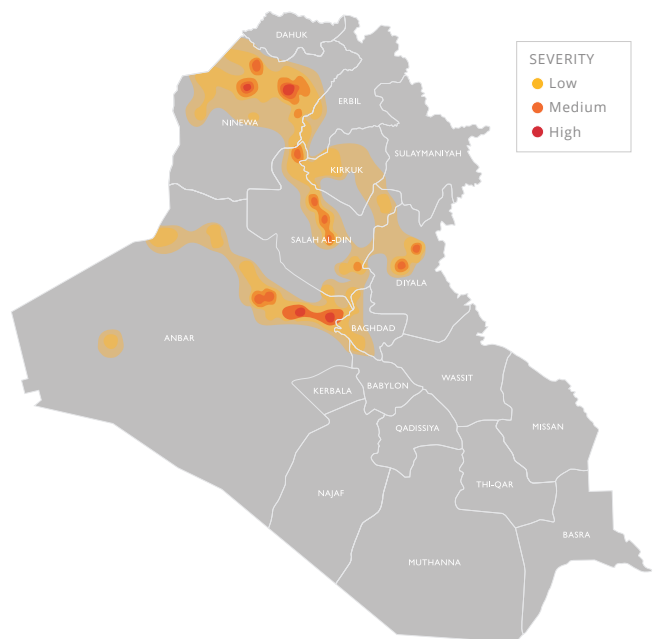 DAHUK
SEVERITY
Low
Medium
High
ERBIL
NINEWA
SULAYMANIYAH
KIRKUK
SALAH AL-DIN
DIYALA
BAGHDAD
ANBAR
WASSIT
BABYLON
KERBALA
QADISSIYA
MISSAN
THI-QAR
NAJAF
BASRA
MUTHANNA